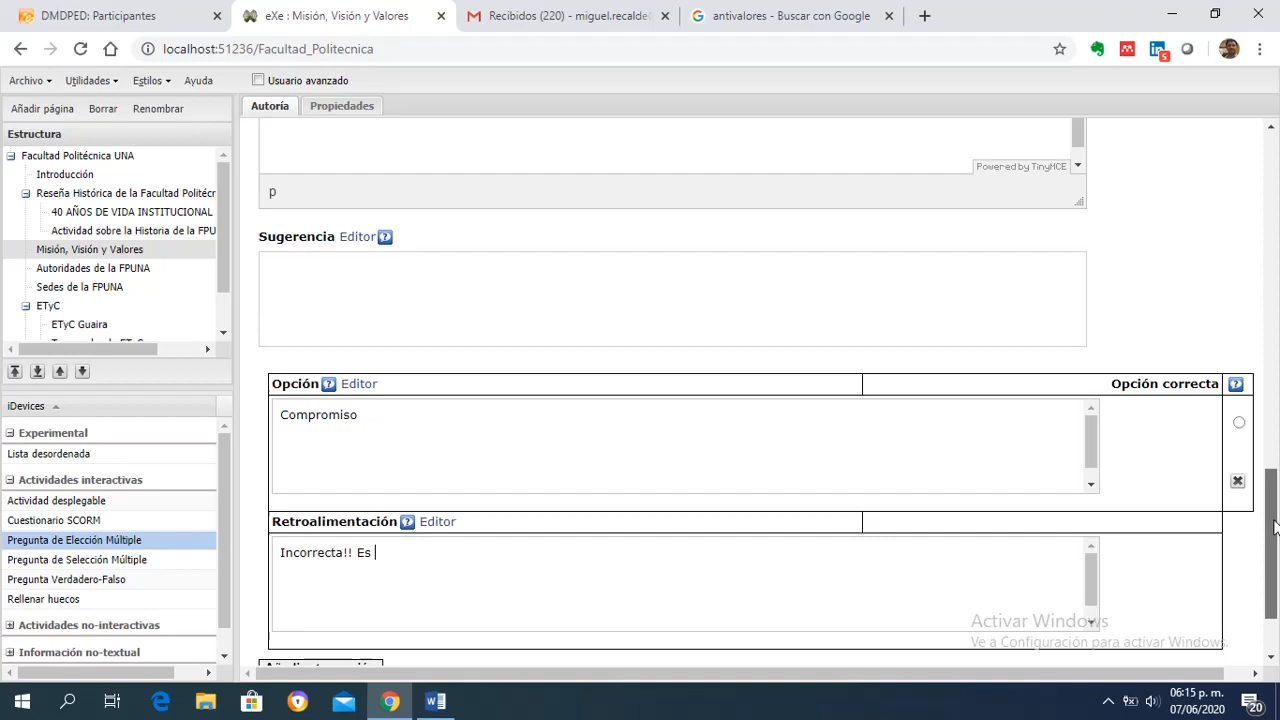 DMDPED: Participantes
eXe : Misión, Visión y Valores
Recibidos (220) - miguel.recalde
antivalores - Buscar con Google
localhost:51236/Facultad_Politecnica
5
Archivo Utilidades Estilos Ayuda
Usuario avanzado
Añadir página Borrar Renombrar
Autoría Propiedades
Estructura
Facultad Politécnica UNA
Introducción
Reseña Histórica de la Facultad Politécr
40 AÑOS DE VIDA INSTITUCIONAL
Actividad sobre la Historia de la FPU
Misión, Visión y Valores
Autoridades de la FPUNA
Sedes de la FPUNA
ETyC
ETyC Guaira
iDevices
Experimental
Lista desordenada
Actividades interactivas
Actividad desplegable
Cuestionario SCORM
Pregunta de Elección Múltiple
Pregunta de Selección Múltiple
Pregunta Verdadero-Falso
Rellenar huecos
Actividades no-interactivas
Información no-textual
Powered by TinyMCE
p
Sugerencia Editor
Opción Editor Opción correcta
Compromiso
Retroalimentación Editor
Incorrecta!! Es
Activar Windows
Ve a Configuración para activar Windows.
06:15 p. m.
07/06/2020
20